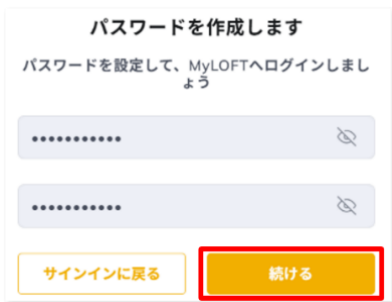 パスワードを作成します
パスワードを設定して、MyLOFTへログインしまし
ょう
•••••••••••
•••••••••••
サインインに戻る
続ける